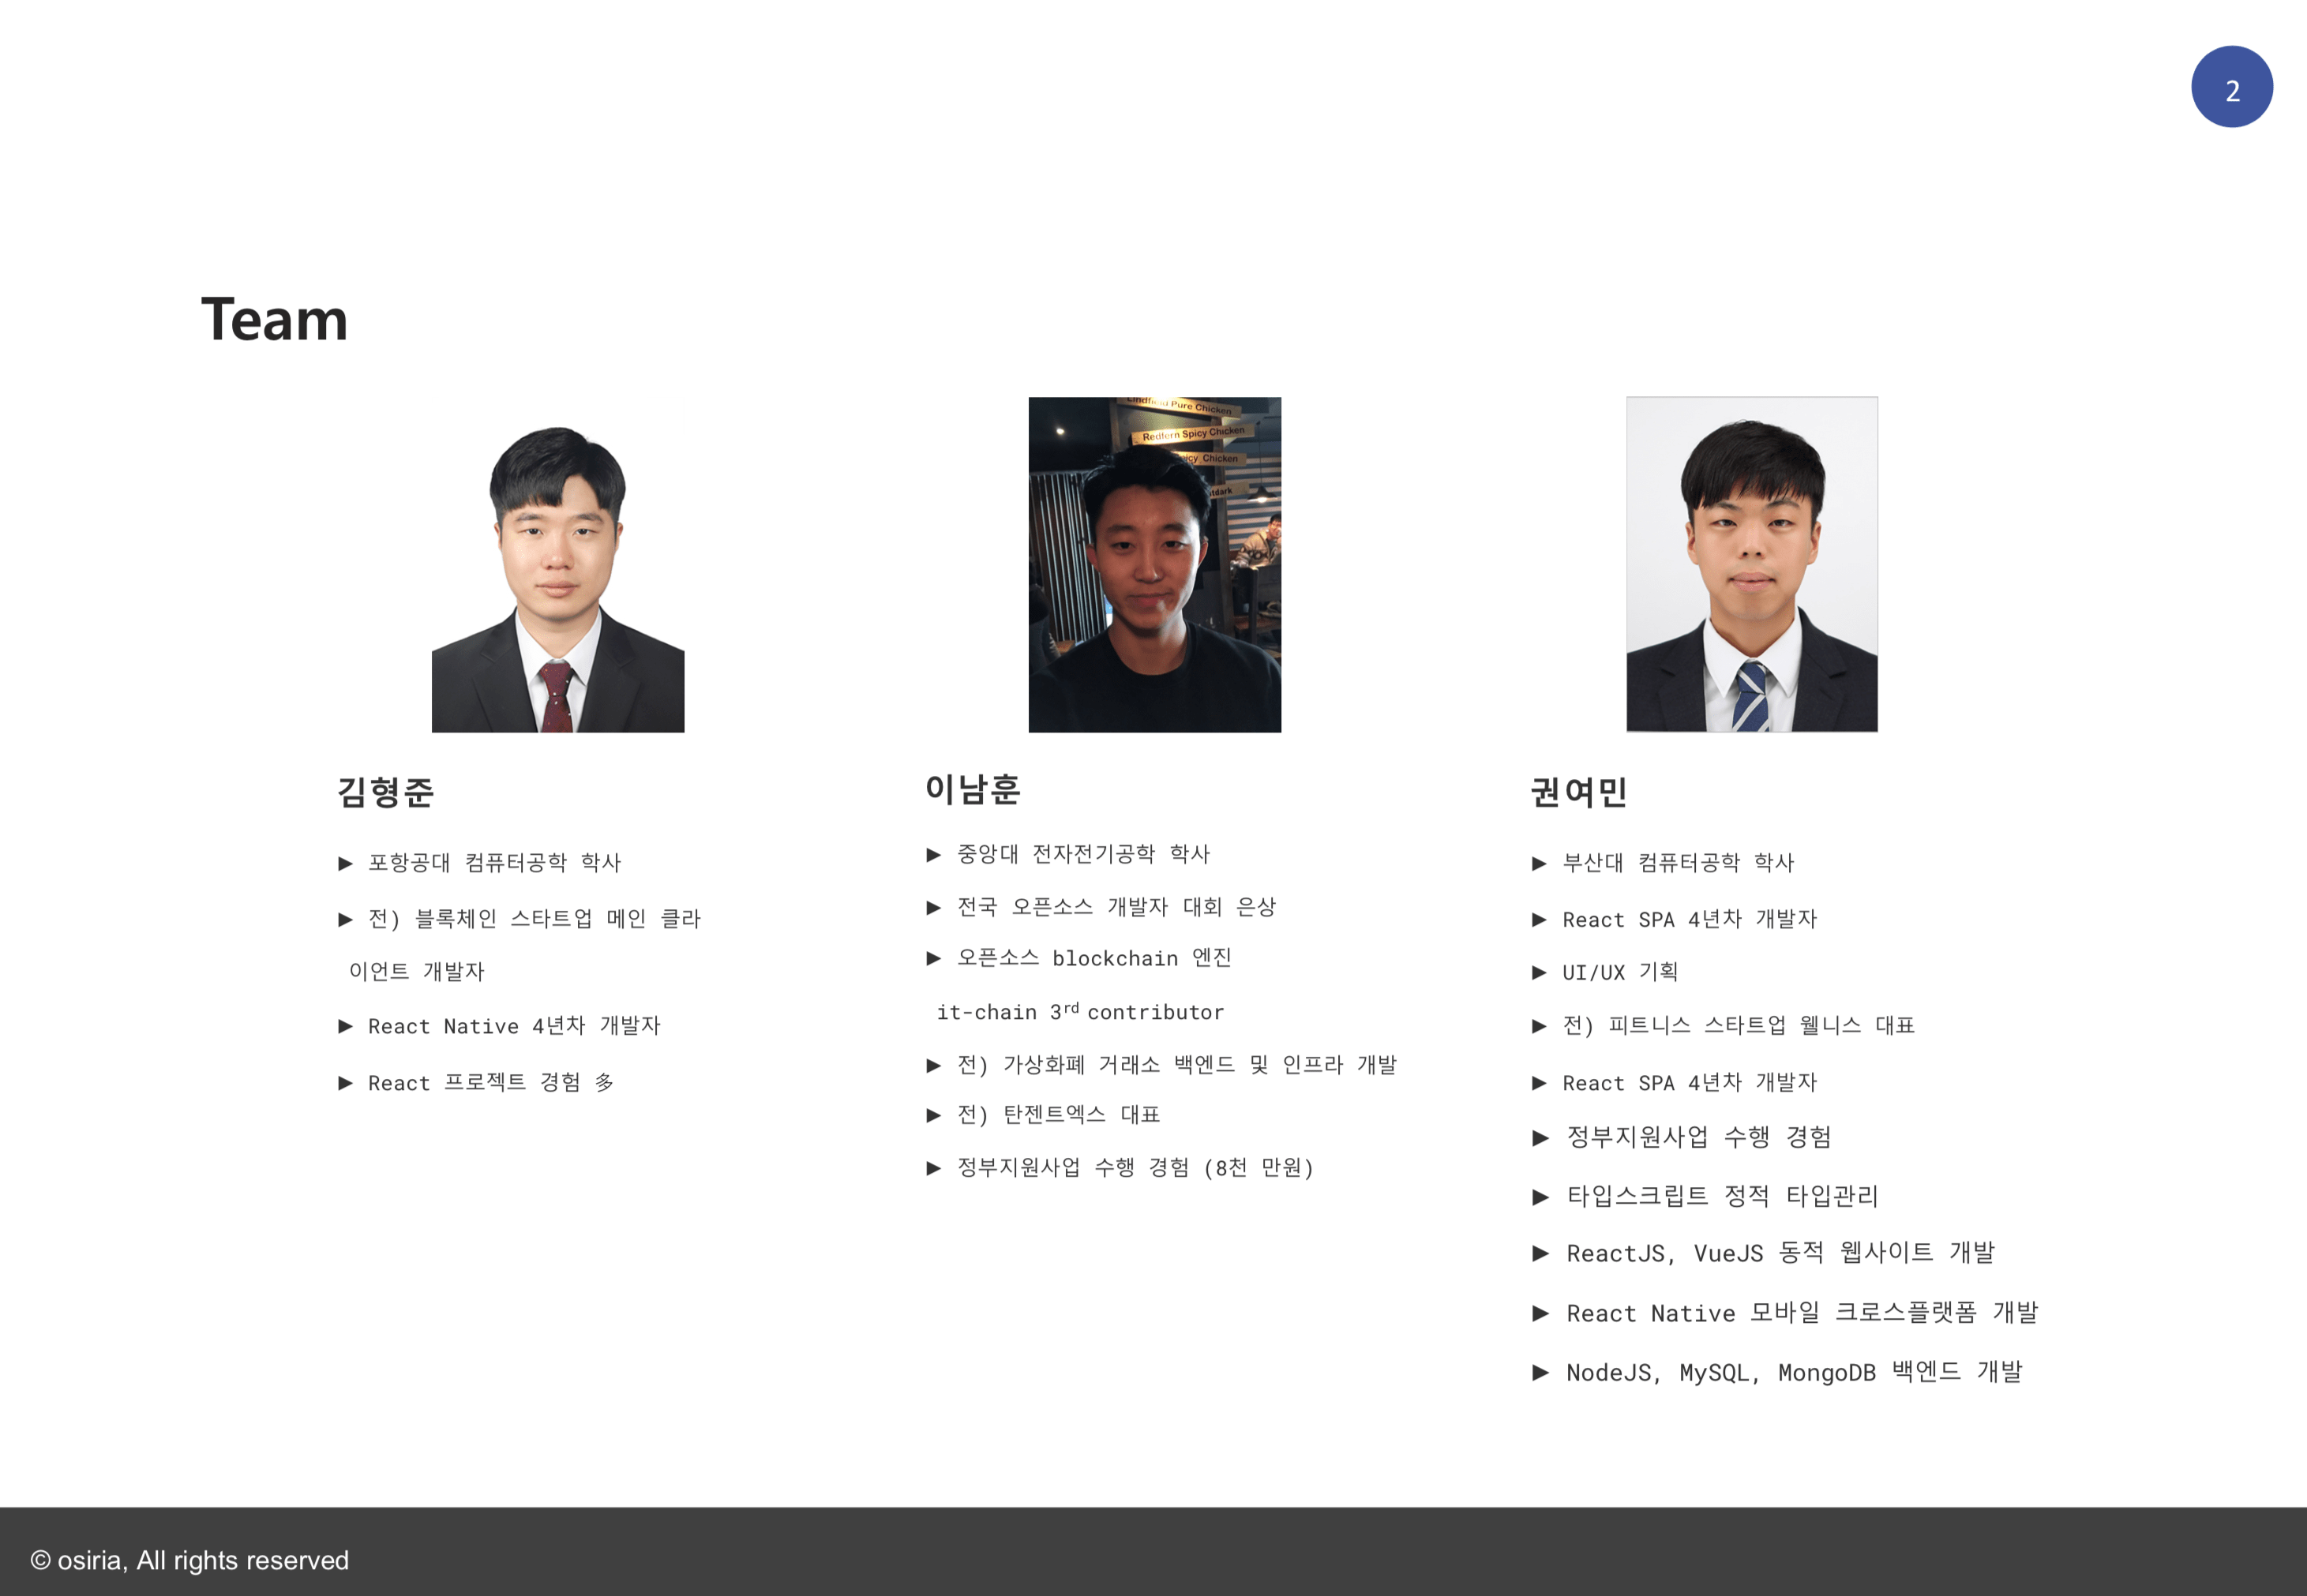 2
Team
Lindfield Pure Chicken
Redfern Spicy Chicken
Spicy Chicken
김형준
► 포항공대 컴퓨터공학 학사
► 전) 블록체인 스타트업 메인 클라
이언트 개발자
► React Native 4년차 개발자
► React 프로젝트 경험 多
이남훈
► 중앙대 전자전기공학 학사
► 전국 오픈소스 개발자 대회 은상
► 오픈소스 blockchain 엔진
it-chain 3rd contributor
► 전) 가상화폐 거래소 백엔드 및 인프라 개발
► 전) 탄젠트엑스 대표
► 정부지원사업 수행 경험 (8천 만원)
권여민
► 부산대 컴퓨터공학 학사
► React SPA 4년차 개발자
► UI/UX 기획
► 전) 피트니스 스타트업 웰니스 대표
► React SPA 4년차 개발자
► 정부지원사업 수행 경험
► 타입스크립트 정적 타입관리
► ReactJS, VueJS 동적 웹사이트 개발
► React Native 모바일 크로스플랫폼 개발
► NodeJS, MySQL, MongoDB 백엔드 개발
© osiria, All rights reserved